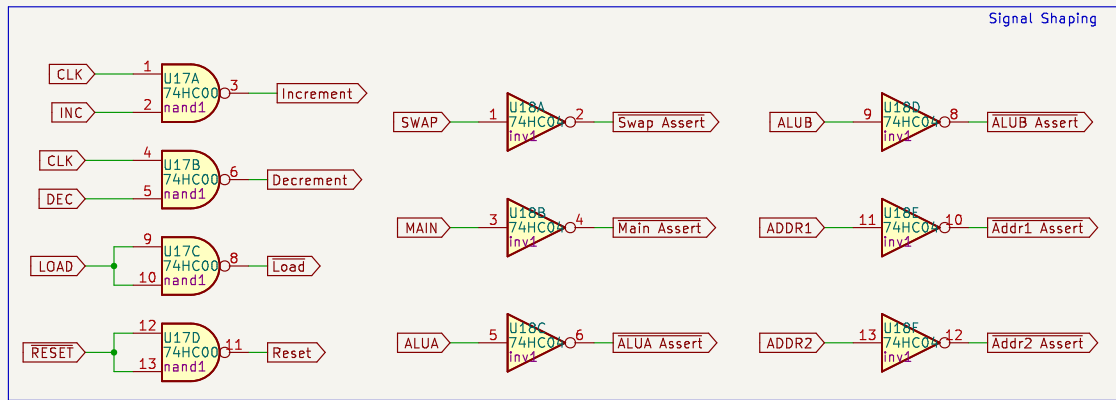 Signal Shaping
CLK
1
INC
2
U17A
74HC00
nand1
3
Increment
CLK
4
DEC
5
U17B
74HC00
nand1
6
Decrement
LOAD
9
10
U17C
74HC00
nand1
8
Load
RESET
12
13
U17D
74HC00
nand1
11
Reset
SWAP
1
U18A
74HC04
inv1
2
Swap Assert
MAIN
3
U18B
74HC04
inv1
4
Main Assert
ALUA
5
U18C
74HC04
inv1
6
ALUA Assert
ALUB
9
U18D
74HC04
inv1
8
ALUB Assert
ADDR1
11
U18E
74HC04
inv1
10
Addr1 Assert
ADDR2
13
U18F
74HC04
inv1
12
Addr2 Assert